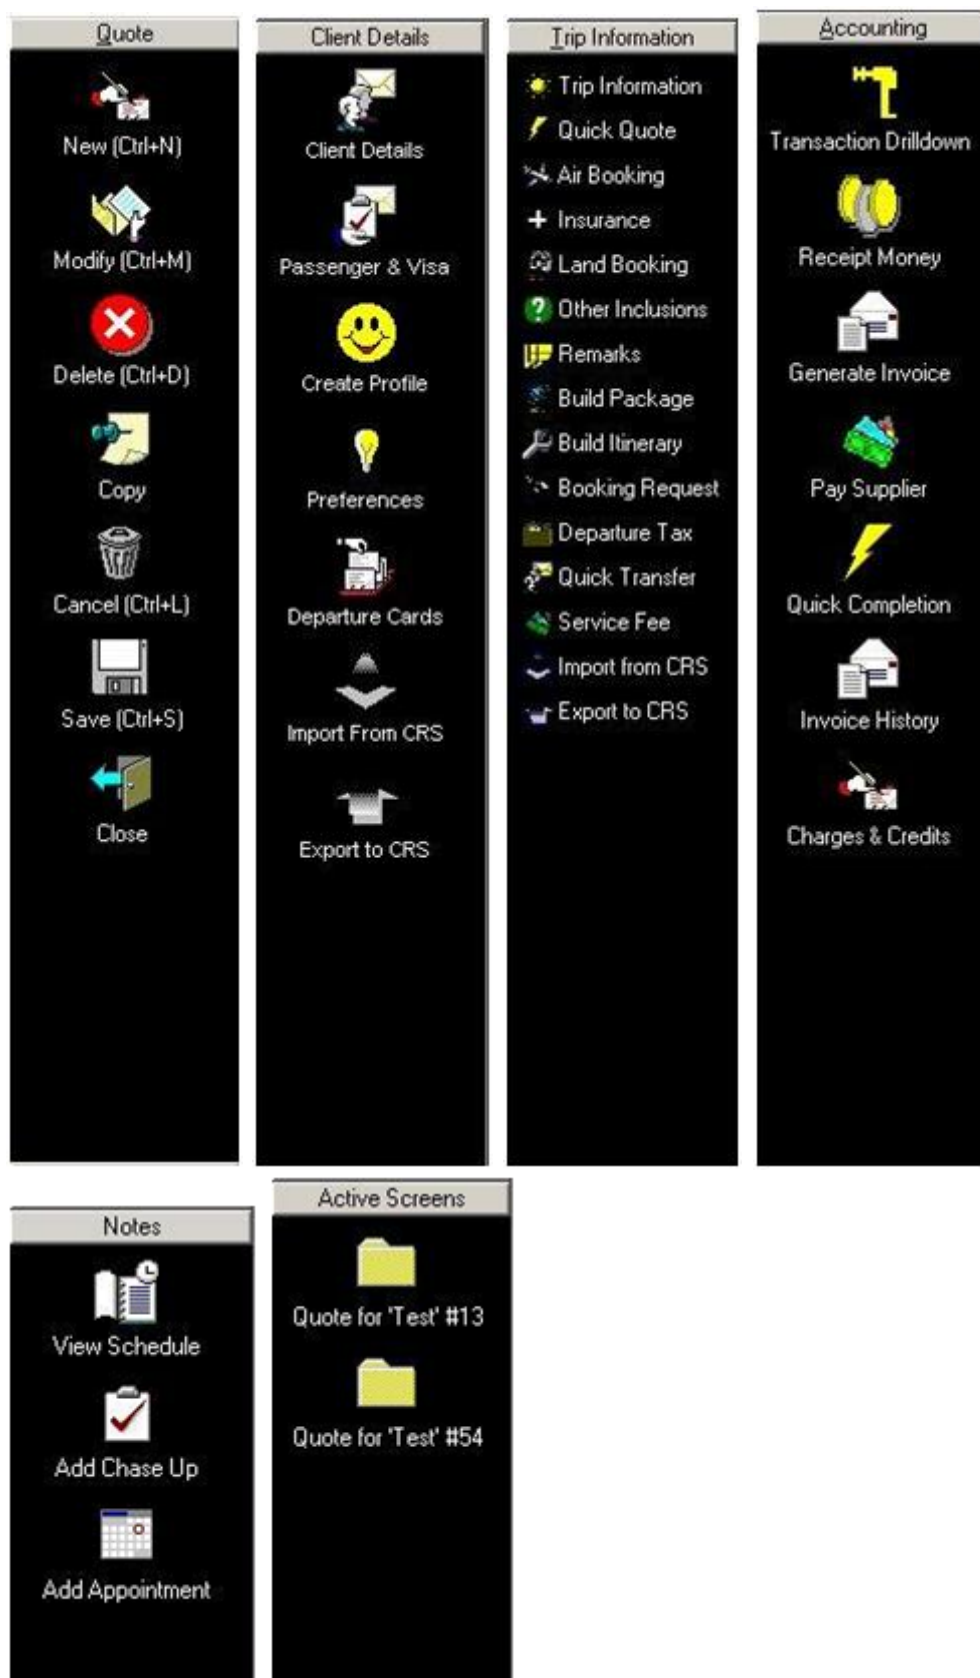 Quote
New (Ctrl+N)
Modify (Ctrl+M)
Delete (Ctrl+D)
Copy
Cancel (Ctrl+L)
Save (Ctrl+S)
Close
Client Details
Client Details
Passenger & Visa
Create Profile
Preferences
Departure Cards
Import From CRS
Export to CRS
Trip Information
Trip Information
Quick Quote
Air Booking
Insurance
Land Booking
Other Inclusions
Remarks
Build Package
Build Itinerary
Booking Request
Departure Tax
Quick Transfer
Service Fee
Import from CRS
Export to CRS
Accounting
Transaction Drilldown
Receipt Money
Generate Invoice
Pay Supplier
Quick Completion
Invoice History
Charges & Credits
Notes
View Schedule
Add Chase Up
Add Appointment
Active Screens
Quote for 'Test' #13
Quote for 'Test' #54